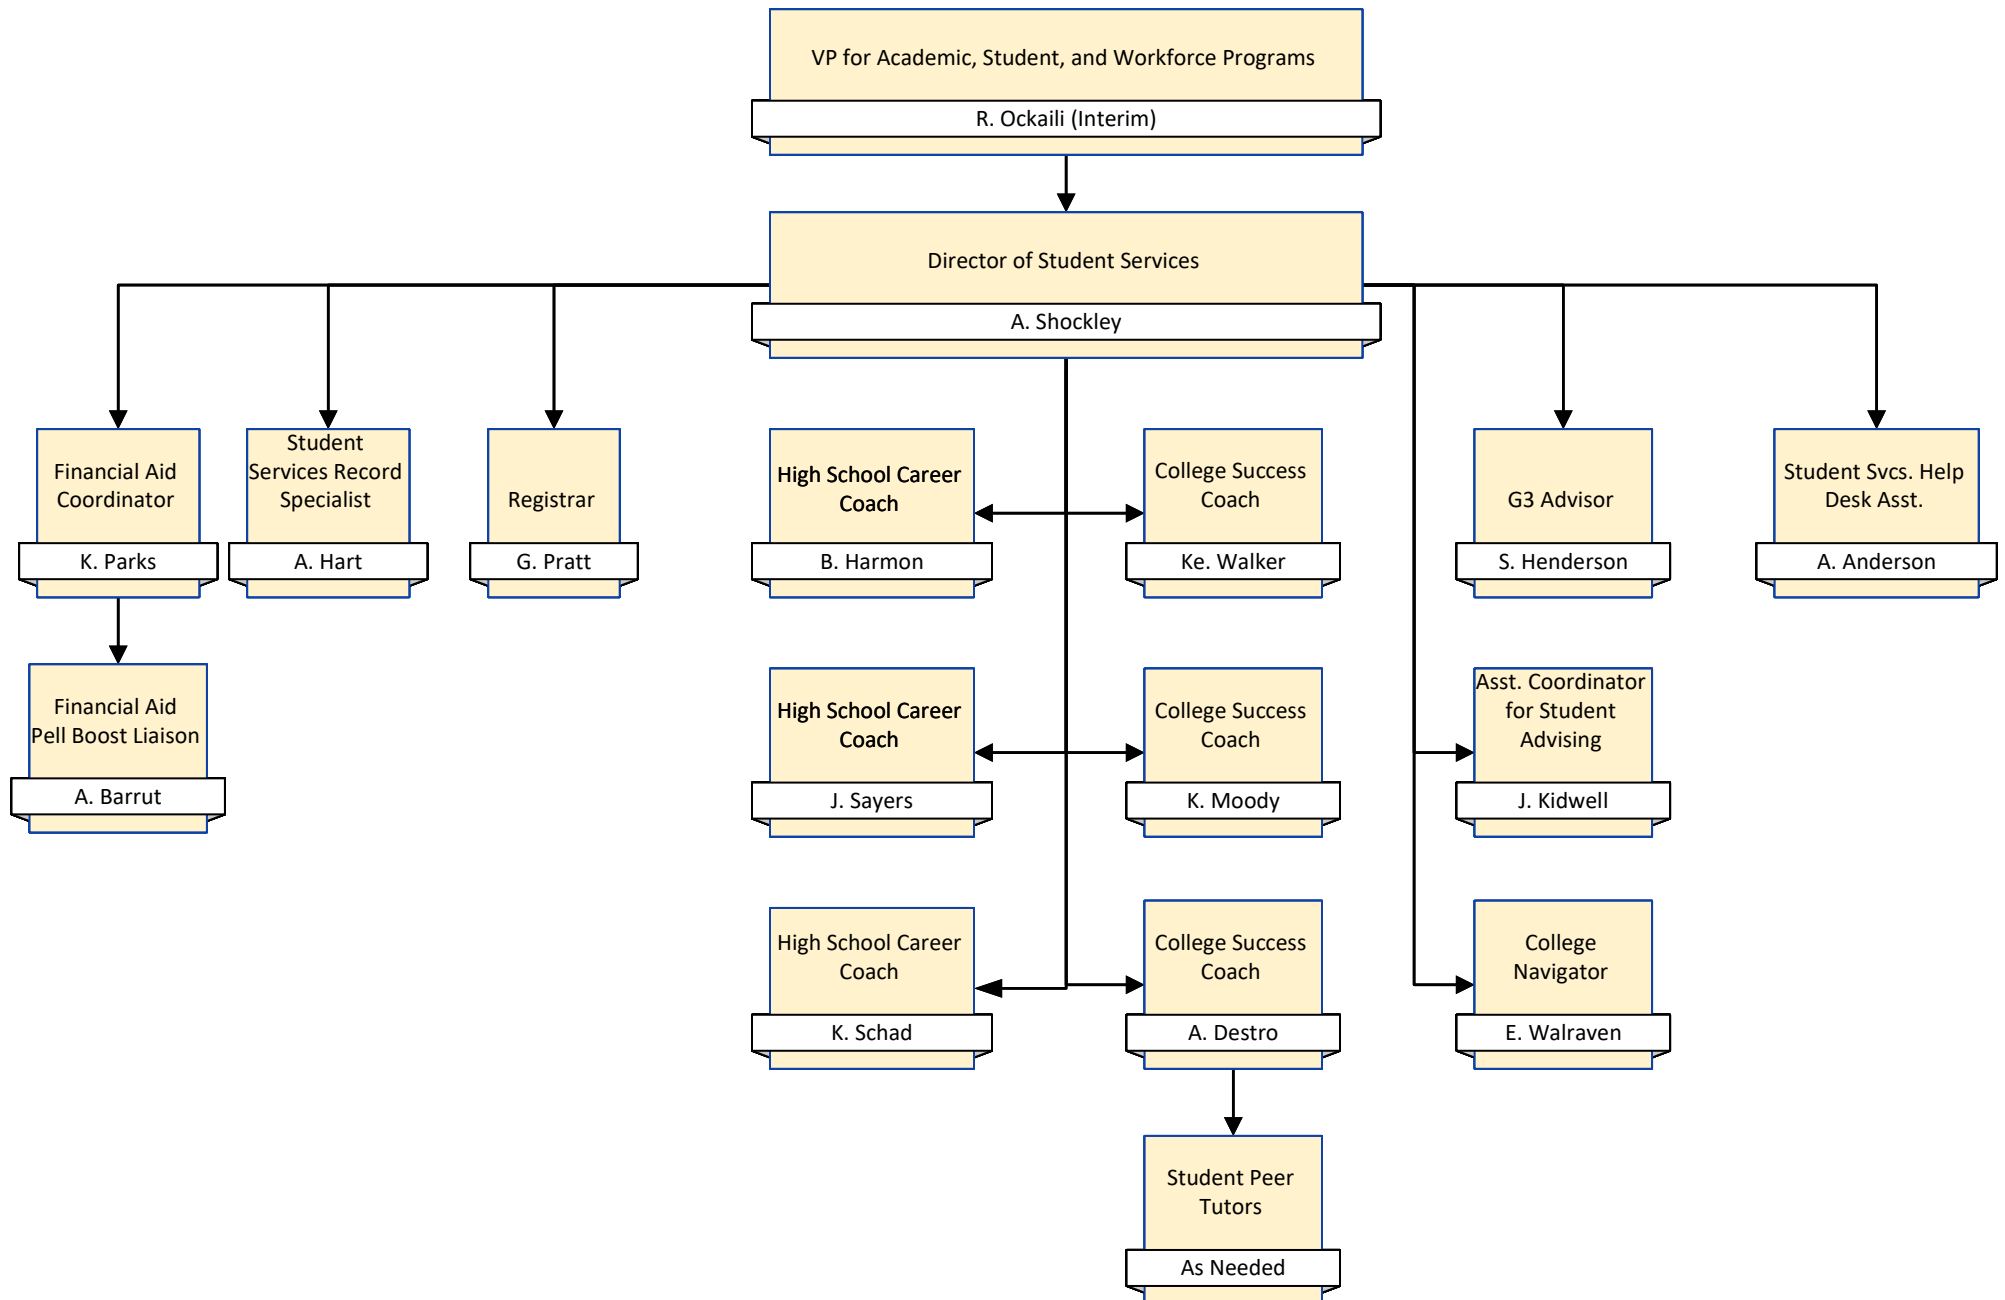 VP for Academic, Student, and Workforce Programs
R. Ockaili (Interim)
Director of Student Services
A. Shockley
Financial Aid
Coordinator
K. Parks
Student
Services Record
Specialist
A. Hart
Registrar
G. Pratt
High School Career
Coach
B. Harmon
College Success
Coach
Ke. Walker
G3 Advisor
S. Henderson
Student Svcs. Help
Desk Asst.
A. Anderson
Financial Aid
Pell Boost Liaison
A. Barrut
High School Career
Coach
J. Sayers
College Success
Coach
K. Moody
Asst. Coordinator
for Student
Advising
J. Kidwell
High School Career
Coach
K. Schad
College Success
Coach
A. Destro
College
Navigator
E. Walraven
Student Peer
Tutors
As Needed